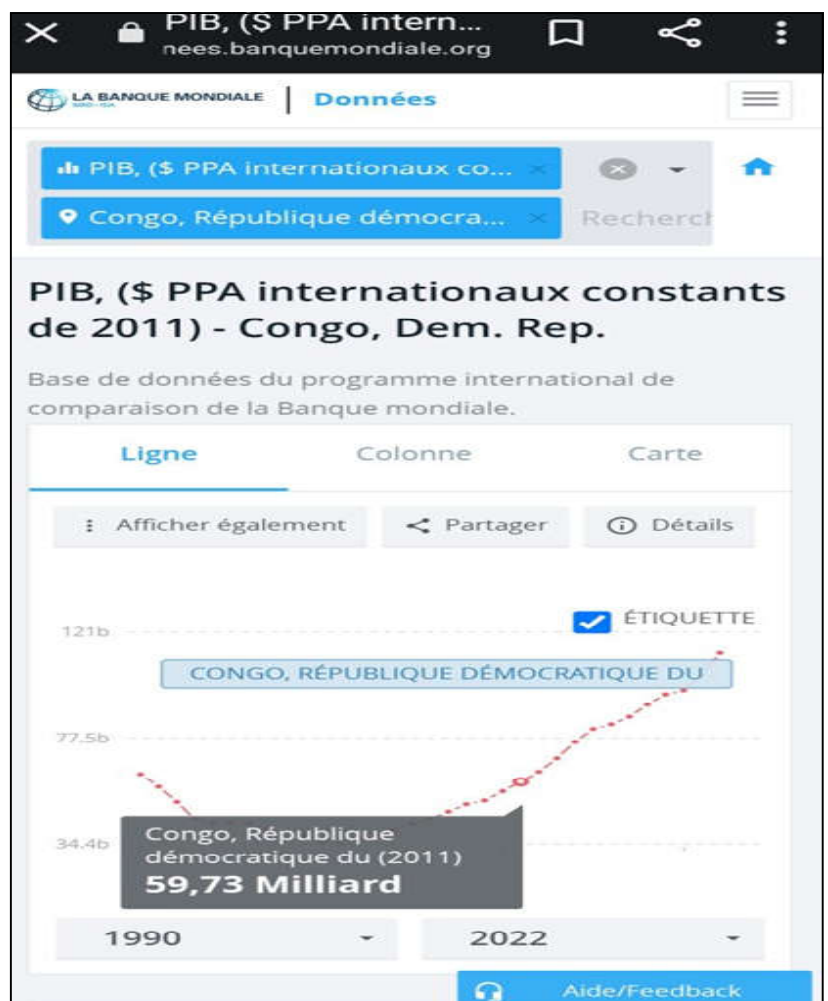 PIB, ($ PPA intern...
nees.banquemondiale.org
LA BANQUE MONDIALE
Données
PIB, ($ PPA internationaux co... ×
Congo, République démocra... ×
Recherch
PIB, ($ PPA internationaux constants
de 2011) - Congo, Dem. Rep.
Base de données du programme international de
comparaison de la Banque mondiale.
Ligne
Colonne
Carte
Afficher également
Partager
Détails
ÉTIQUETTE
121b
CONGO, RÉPUBLIQUE DÉMOCRATIQUE DU
77.5b
34.4b
Congo, République
démocratique du (2011)
59,73 Milliard
1990
2022
Aide/Feedback